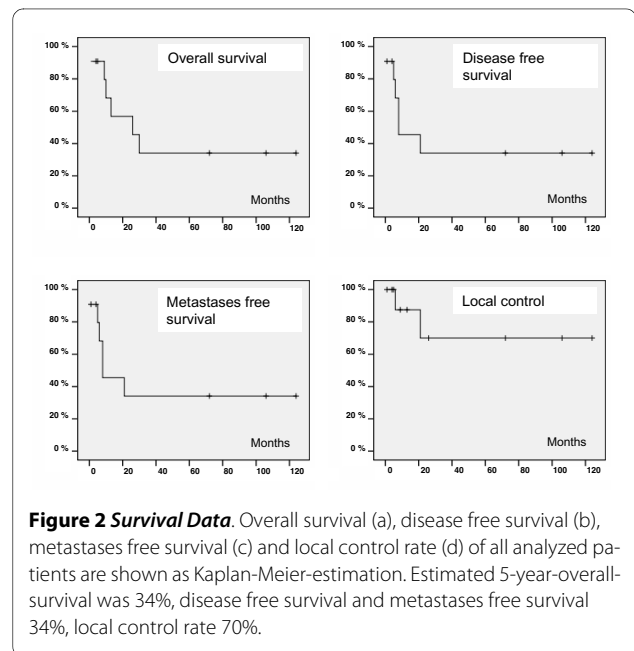 100 %
80 %
60 %
40 %
20 %
0 %
Overall survival
Months
0 20 40 60 80 100 120
100 %
80 %
60 %
40 %
20 %
0 %
Disease free
survival
Months
0 20 40 60 80 100 120
100 %
80 %
60 %
40 %
20 %
0 %
Metastases free
survival
Months
0 20 40 60 80 100 120
100 %
80 %
60 %
40 %
20 %
0 %
Local control
Months
0 20 40 60 80 100 120
Figure 2 Survival Data. Overall survival (a), disease free survival (b),
metastases free survival (c) and local control rate (d) of all analyzed pa-
tients are shown as Kaplan-Meier-estimation. Estimated 5-year-overall-
survival was 34%, disease free survival and metastases free survival
34%, local control rate 70%.